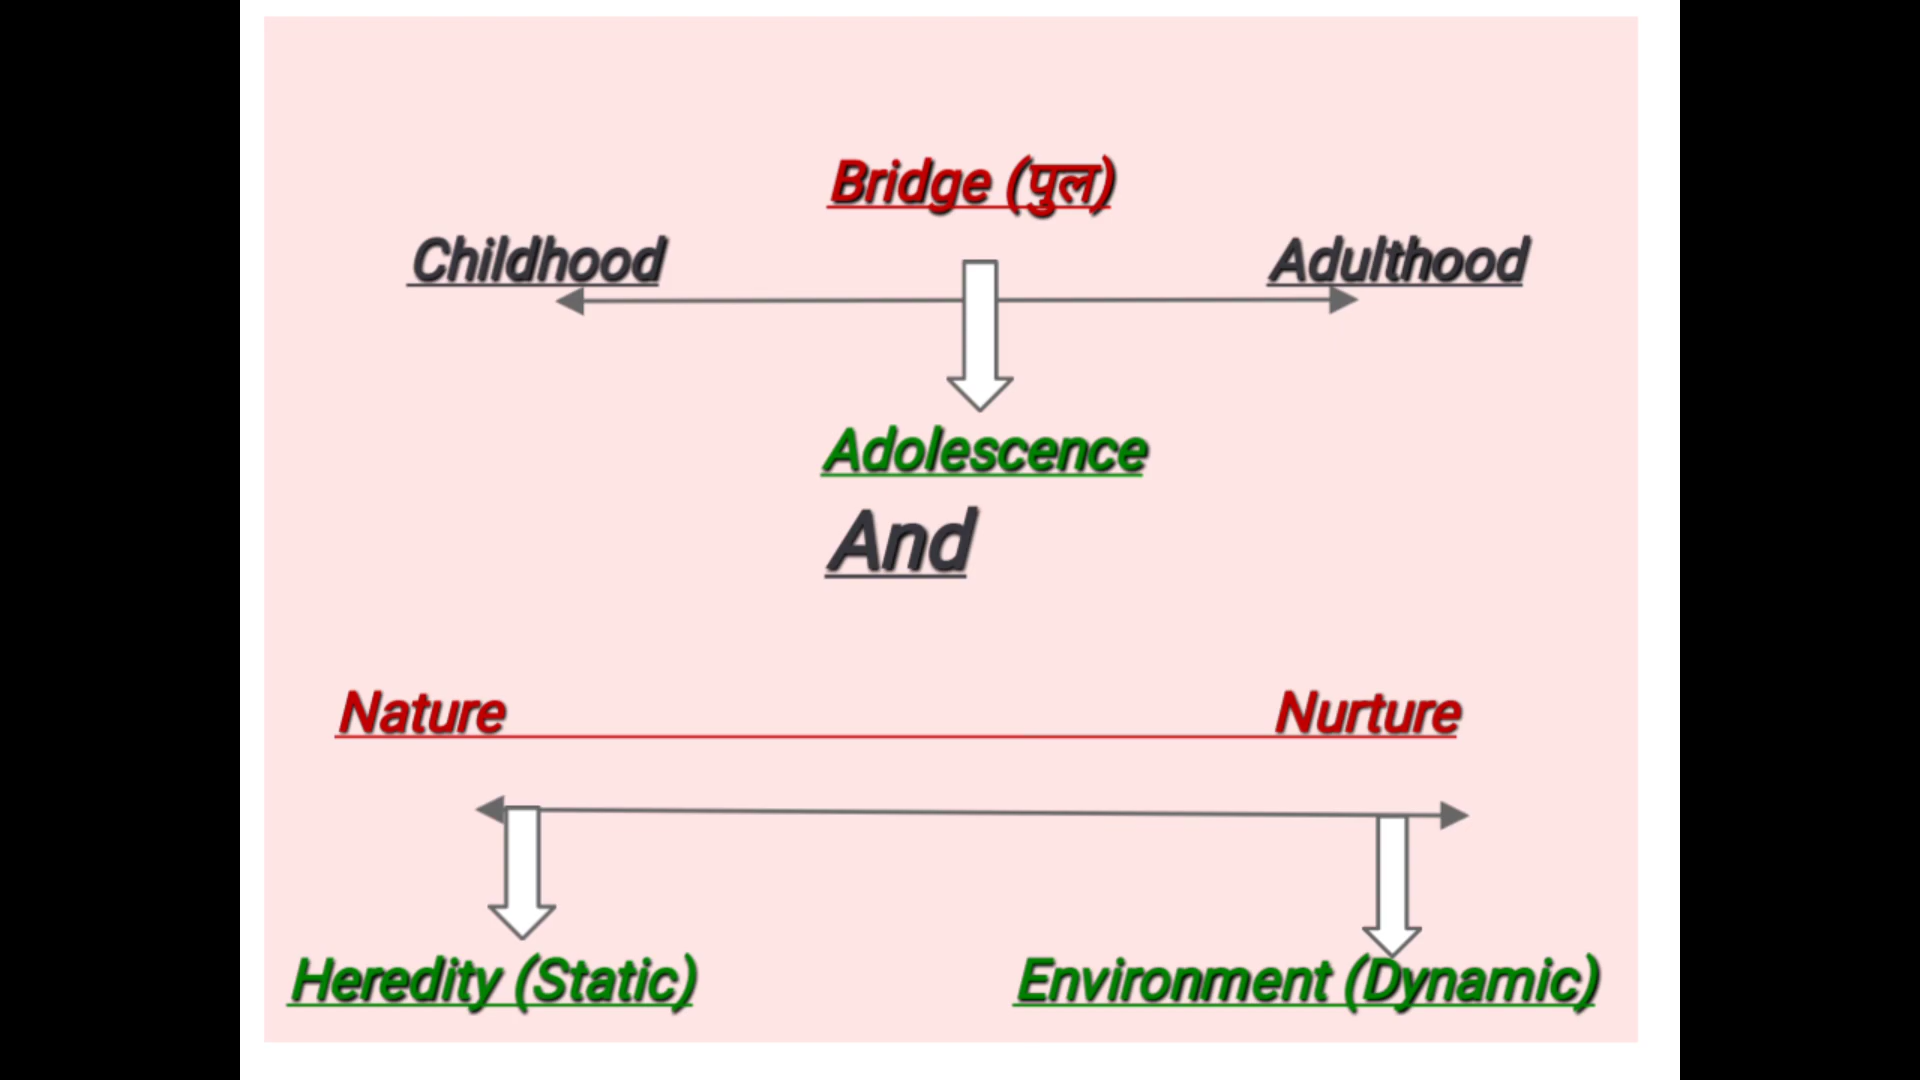 Bridge (पुल)
Childhood Adulthood
Adolescence
And
Nature Nurture
Heredity (Static) Environment (Dynamic)